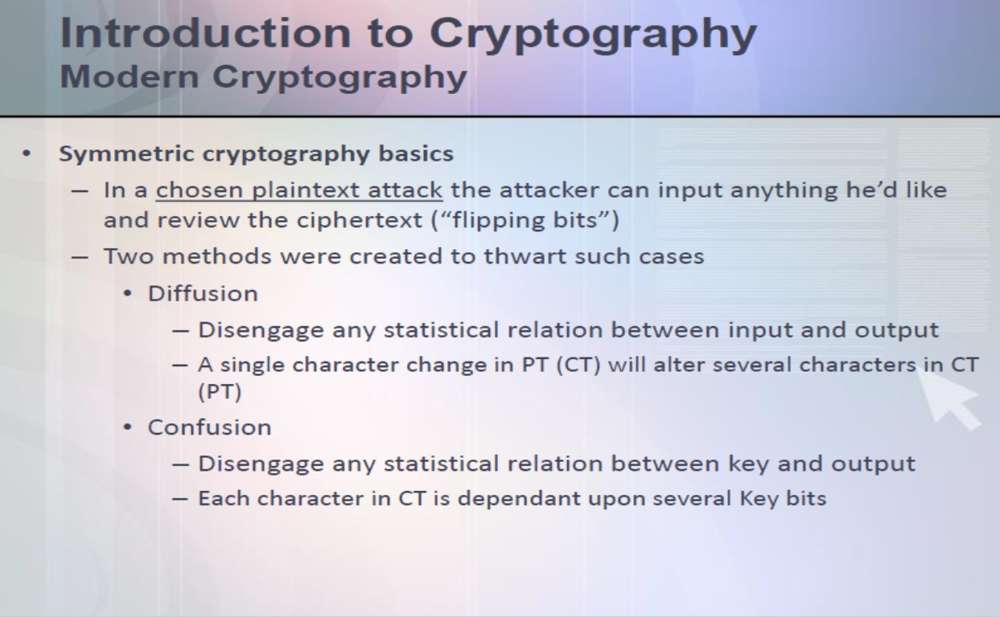 Introduction to Cryptography
Modern Cryptography
• Symmetric cryptography basics
– In a chosen plaintext attack the attacker can input anything he’d like
and review the ciphertext (“flipping bits”)
– Two methods were created to thwart such cases
• Diffusion
– Disengage any statistical relation between input and output
– A single character change in PT (CT) will alter several characters in CT
(PT)
• Confusion
– Disengage any statistical relation between key and output
– Each character in CT is dependant upon several Key bits